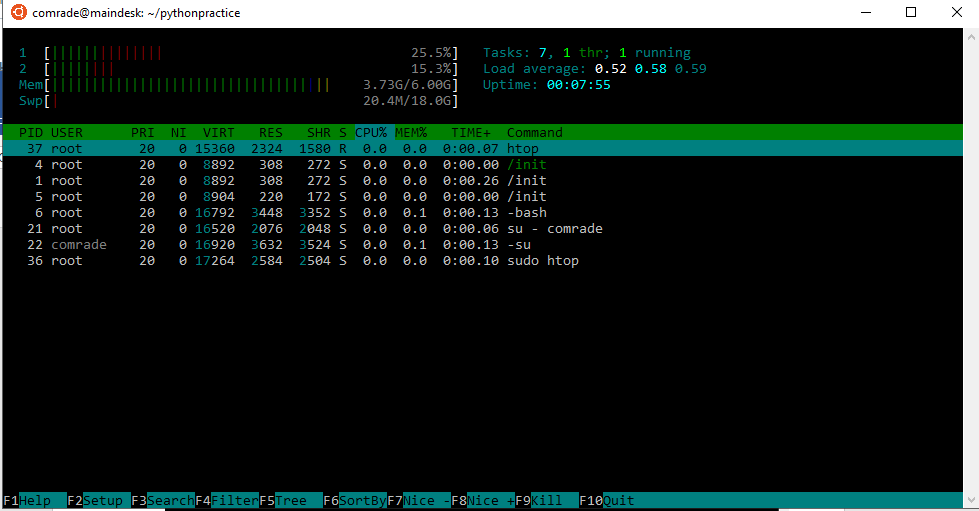 comrade@maindesk: ~/pythonpractice
1 [|||||||||||||| 25.5%] Tasks: 7, 1 thr; 1 running
2 [|||||||| 15.3%] Load average: 0.52 0.58 0.59
Mem[||||||||||||||||||||||||||||||||||| 3.73G/6.00G] Uptime: 00:07:55
Swp[| 20.4M/18.0G]
PID USER PRI NI VIRT RES SHR S CPU% MEM% TIME+ Command
37 root 20 0 15360 2324 1580 R 0.0 0.0 0:00.07 htop
4 root 20 0 8892 308 272 S 0.0 0.0 0:00.00 /init
1 root 20 0 8892 308 272 S 0.0 0.0 0:00.26 /init
5 root 20 0 8904 220 172 S 0.0 0.0 0:00.00 /init
6 root 20 0 16792 3448 3352 S 0.0 0.1 0:00.13 -bash
21 root 20 0 16520 2076 2048 S 0.0 0.0 0:00.06 su - comrade
22 comrade 20 0 16920 3632 3524 S 0.0 0.1 0:00.13 -su
36 root 20 0 17264 2584 2504 S 0.0 0.0 0:00.10 sudo htop
F1Help F2Setup F3SearchF4FilterF5Tree F6SortByF7Nice -F8Nice +F9Kill F10Quit